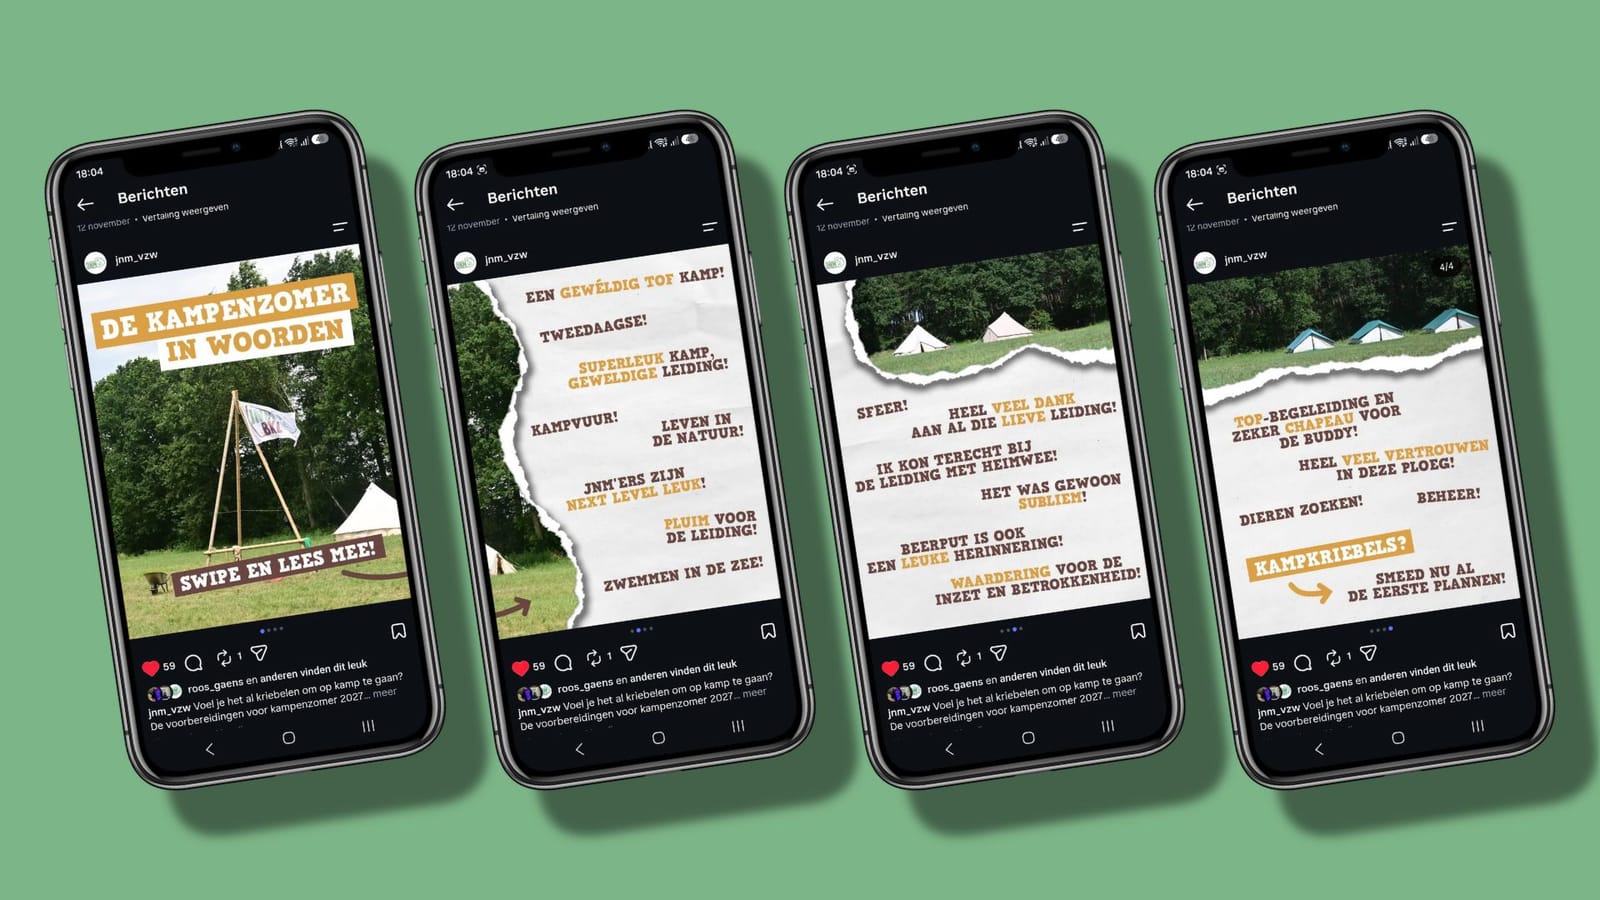 18:04
Berichten
12 november • Vertaling weergeven
jnm_vzw
DE KAMPENZOMER
IN WOORDEN
SWIPE EN LEES MEE!
59
1
roos_gaens en anderen vinden dit leuk
jnm_vzw Voel je het al kriebelen om op kamp te gaan?
De voorbereidingen voor kampenzomer 2027... meer
18:04
Berichten
12 november • Vertaling weergeven
jnm_vzw
EEN GEWÉLDIG TOF KAMP!
TWEEDAAGSE!
SUPERLEUK KAMP,
GEWELDIGE LEIDING!
KAMPVUUR!
LEVEN IN
DE NATUUR!
JNM'ERS ZIJN
NEXT LEVEL LEUK!
PLUIM VOOR
DE LEIDING!
ZWEMMEN IN DE ZEE!
59
1
roos_gaens en anderen vinden dit leuk
jnm_vzw Voel je het al kriebelen om op kamp te gaan?
De voorbereidingen voor kampenzomer 2027... meer
18:04
Berichten
12 november • Vertaling weergeven
jnm_vzw
SFEER!
HEEL VEEL DANK
AAN AL DIE LIEVE LEIDING!
IK KON TERECHT BIJ
DE LEIDING MET HEIMWEE!
HET WAS GEWOON
SUBLIEM!
BEERPUT IS OOK
EEN LEUKE HERINNERING!
WAARDERING VOOR DE
INZET EN BETROKKENHEID!
59
1
roos_gaens en anderen vinden dit leuk
jnm_vzw Voel je het al kriebelen om op kamp te gaan?
De voorbereidingen voor kampenzomer 2027... meer
18:04
Berichten
12 november • Vertaling weergeven
jnm_vzw
4/4
TOP-BEGELEIDING EN
ZEKER CHAPEAU VOOR
DE BUDDY!
HEEL VEEL VERTROUWEN
IN DEZE PLOEG!
DIEREN ZOEKEN!
BEHEER!
KAMPKRIEBELS?
SMEED NU AL
DE EERSTE PLANNEN!
59
1
roos_gaens en anderen vinden dit leuk
jnm_vzw Voel je het al kriebelen om op kamp te gaan?
De voorbereidingen voor kampenzomer 2027... meer